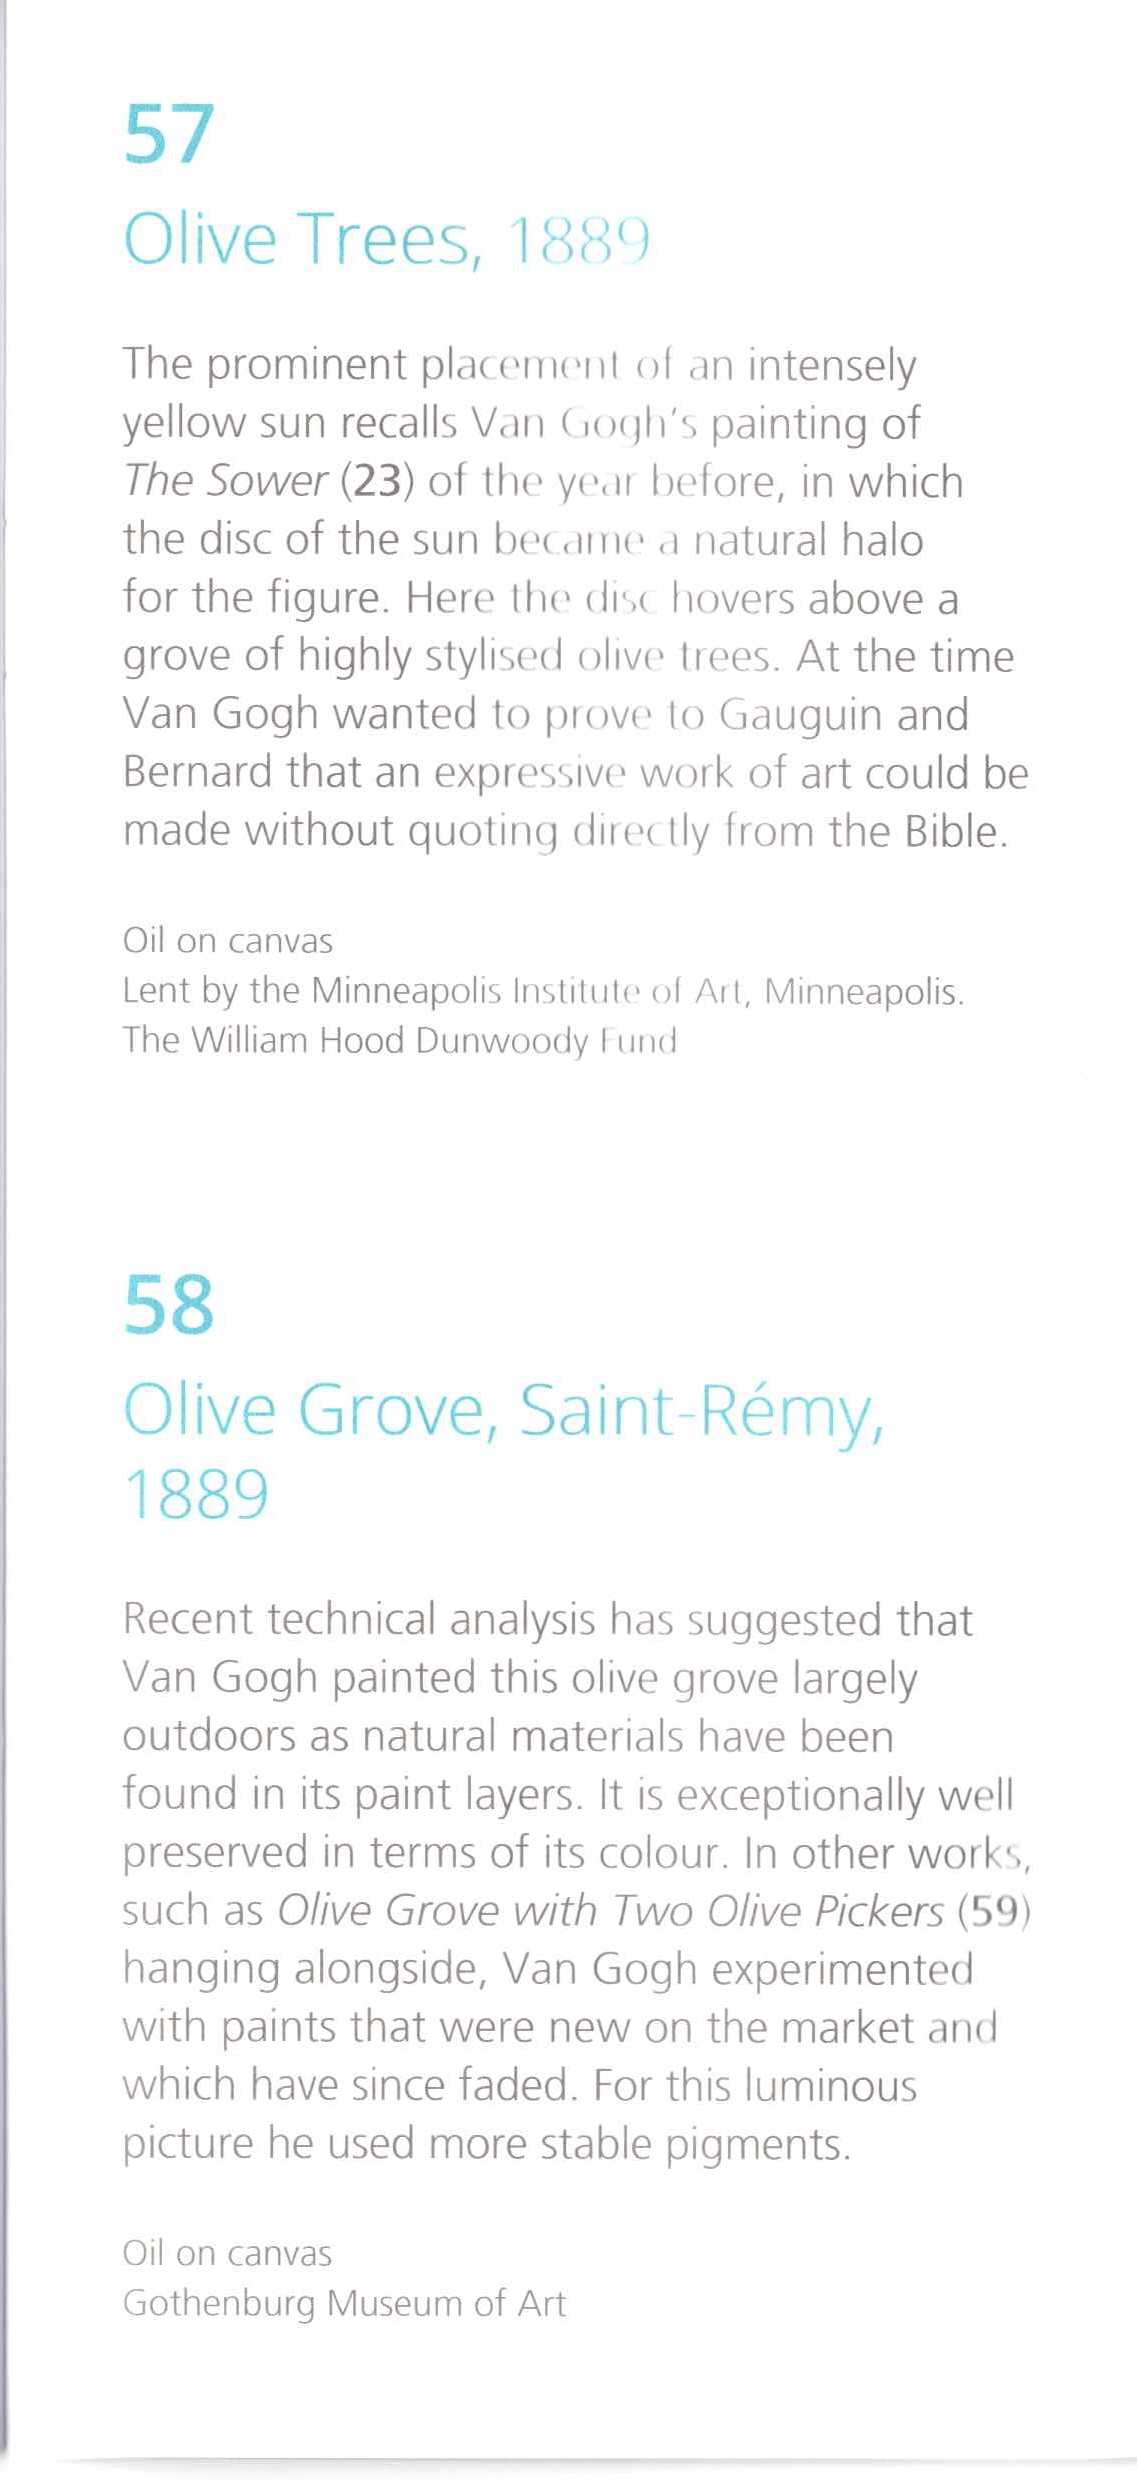 57
Olive Trees, 1889
The prominent placement of an intensely
yellow sun recalls Van Gogh's painting of
The Sower (23) of the year before, in which
the disc of the sun became a natural halo
for the figure. Here the disc hovers above a
grove of highly stylised olive trees. At the time
Van Gogh wanted to prove to Gauguin and
Bernard that an expressive work of art could be
made without quoting directly from the Bible.
Oil on canvas
Lent by the Minneapolis Institute of Art, Minneapolis.
The William Hood Dunwoody Fund
58
Olive Grove, Saint-Rémy,
1889
Recent technical analysis has suggested that
Van Gogh painted this olive grove largely
outdoors as natural materials have been
found in its paint layers. It is exceptionally well
preserved in terms of its colour. In other works,
such as Olive Grove with Two Olive Pickers (59)
hanging alongside, Van Gogh experimented
with paints that were new on the market and
which have since faded. For this luminous
picture he used more stable pigments.
Oil on canvas
Gothenburg Museum of Art